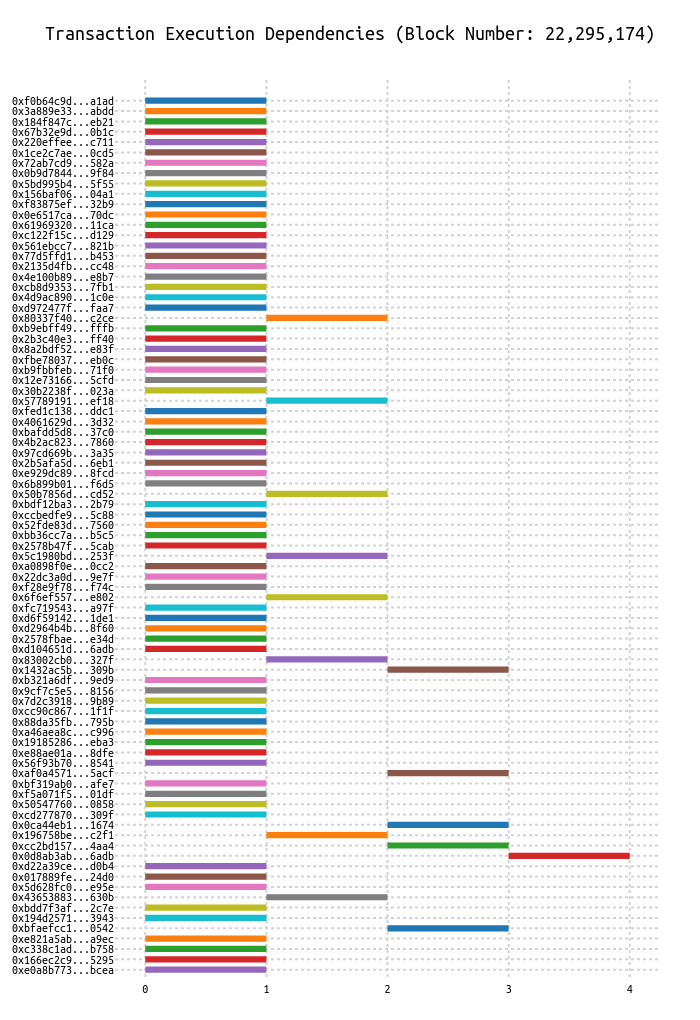 Transaction Execution Dependencies (Block Number: 22,295,174)
0xf0b64c9d...a1ad
0x3a889e33...abdd
0x184f847c...eb21
0x67b32e9d...0b1c
0x220effee...c711
0x1ce2c7ae...0cd5
0x72ab7cd9...582a
0x0b9d7844...9f84
0x5bd995b4...5f55
0x156baf06...04a1
0xf83875ef...32b9
0x0e6517ca...70dc
0x61969320...11ca
0xc122f15c...d129
0x561ebcc7...821b
0x77d5ffd1...b453
0x2135d4fb...cc48
0x4e100b89...e8b7
0xcb8d9353...7fb1
0x4d9ac890...1c0e
0xd972477f...faa7
0x80337f40...c2ce
0xb9ebff49...fffb
0x2b3c40e3...ff40
0x8a2bdf52...e83f
0xfbe78037...eb0c
0xb9fbbfeb...71f0
0x12e73166...5cfd
0x30b2238f...023a
0x57789191...ef18
0xfed1c138...ddc1
0x4061629d...3d32
0xbafdd5d8...37c0
0x4b2ac823...7860
0x97cd669b...3a35
0x2b5afa5d...6eb1
0xe929dc89...8fcd
0x6b899b01...f6d5
0x50b7856d...cd52
0xbdf12ba3...2b79
0xccbedfe9...5c88
0x52fde83d...7560
0xbb36cc7a...b5c5
0x2578b47f...5cab
0x5c1980bd...253f
0xa0898f0e...0cc2
0x22dc3a0d...9e7f
0xf28e9f78...f74c
0x6f6ef557...e802
0xfc719543...a97f
0xd6f59142...1de1
0xd2964b4b...8f60
0x2578fbae...e34d
0xd104651d...6adb
0x83002cb0...327f
0x1432ac5b...309b
0xb321a6df...9ed9
0x9cf7c5e5...8156
0x7d2c3918...9b89
0xcc90c867...1f1f
0x88da35fb...795b
0xa46aea8c...c996
0x19185286...eba3
0xe88ae01a...8dfe
0x56f93b70...8541
0xaf0a4571...5acf
0xbf319ab0...afe7
0xf5a071f5...01df
0x50547760...0858
0xcd277870...309f
0x0ca44eb1...1674
0x196758be...c2f1
0xcc2bd157...4aa4
0x0d8ab3ab...6adb
0xd22a39ce...d0b4
0x017889fe...24d0
0x5d628fc0...e95e
0x43653883...630b
0xbdd7f3af...2c7e
0x194d2571...3943
0xbfaefcc1...0542
0xe821a5ab...a9ec
0xc338c1ad...b758
0x166ec2c9...5295
0xe0a8b773...bcea
0 1 2 3 4